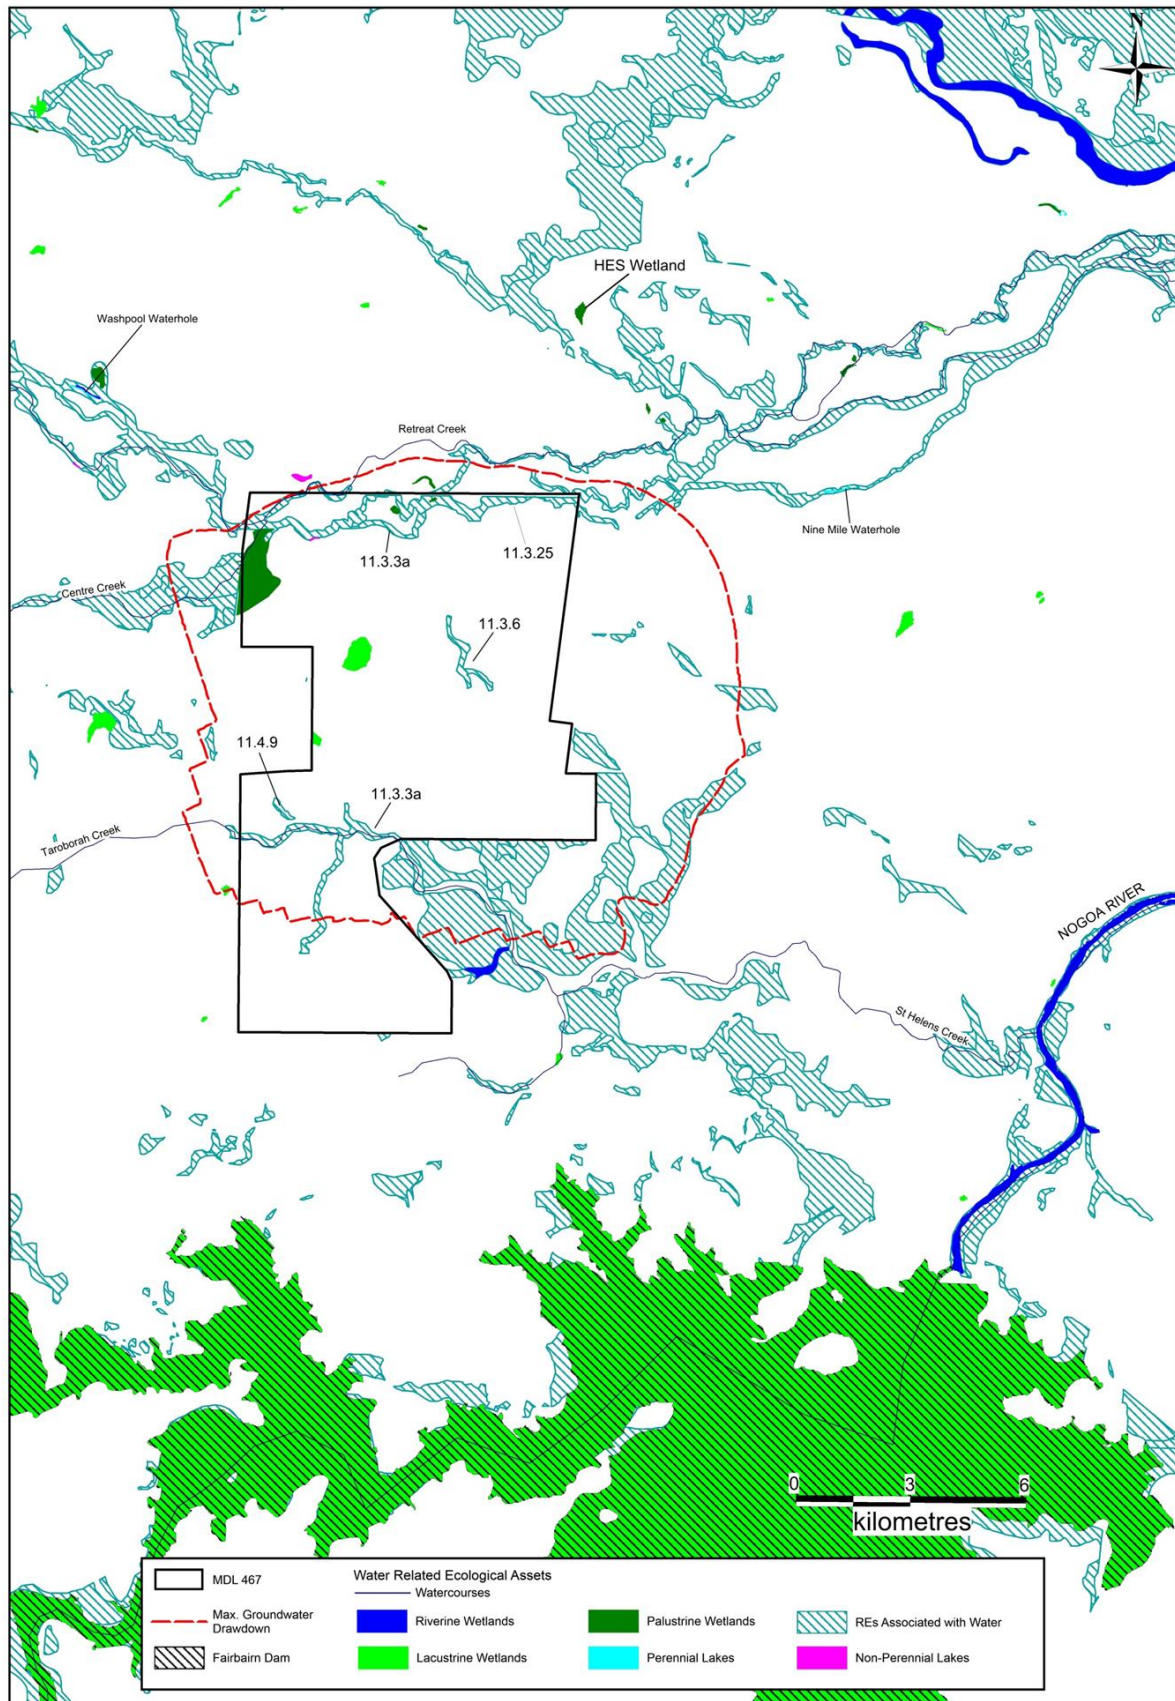 N
HES Wetland
Washpool Waterhole
Retreat Creek
Nine Mile Waterhole
11.3.3a
11.3.25
Centre Creek
11.3.6
11.4.9
11.3.3a
Taroborah Creek
NOGOA RIVER
St Helens Creek
0 3 6
kilometres
MDL 467
Max. Groundwater
Drawdown
Fairbairn Dam
Water Related Ecological Assets
Watercourses
Riverine Wetlands
Palustrine Wetlands
REs Associated with Water
Lacustrine Wetlands
Perennial Lakes
Non-Perennial Lakes